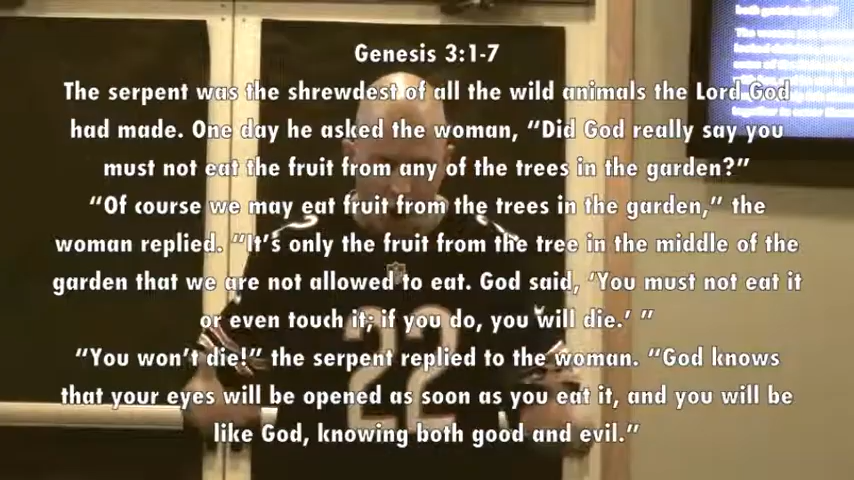 Genesis 3:1-7
The serpent was the shrewdest of all the wild animals the Lord God
had made. One day he asked the woman, “Did God really say you
must not eat the fruit from any of the trees in the garden?”
“Of course we may eat fruit from the trees in the garden,” the
woman replied. “It’s only the fruit from the tree in the middle of the
garden that we are not allowed to eat. God said, ‘You must not eat it
or even touch it; if you do, you will die.’ ”
“You won’t die!” the serpent replied to the woman. “God knows
that your eyes will be opened as soon as you eat it, and you will be
like God, knowing both good and evil.”
22